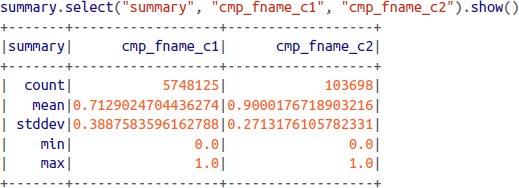 summary.select("summary", "cmp_fname_c1", "cmp_fname_c2").show()
+-------+------------------+------------------+
|summary|      cmp_fname_c1|      cmp_fname_c2|
+-------+------------------+------------------+
|  count|           5748125|            103698|
|   mean|0.7129024704436274|0.9000176718903216|
| stddev|0.3887583596162788|0.2713176105782331|
|    min|               0.0|               0.0|
|    max|               1.0|               1.0|
+-------+------------------+------------------+